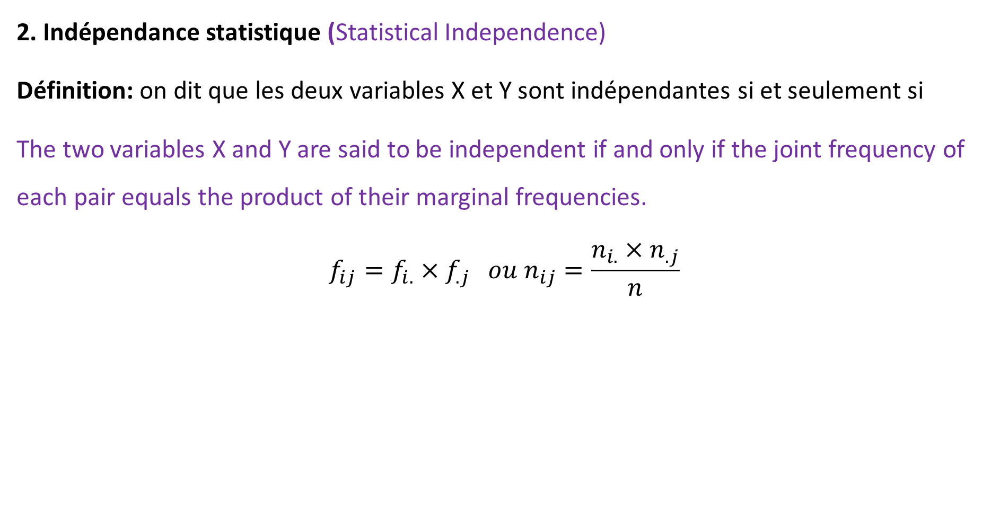 2. Indépendance statistique (Statistical Independence)
Définition: on dit que les deux variables X et Y sont indépendantes si et seulement si
The two variables X and Y are said to be independent if and only if the joint frequency of
each pair equals the product of their marginal frequencies.
$f_{ij} = f_{i.} \times f_{.j} \quad ou \; n_{ij} = \frac{n_{i.} \times n_{.j}}{n}$